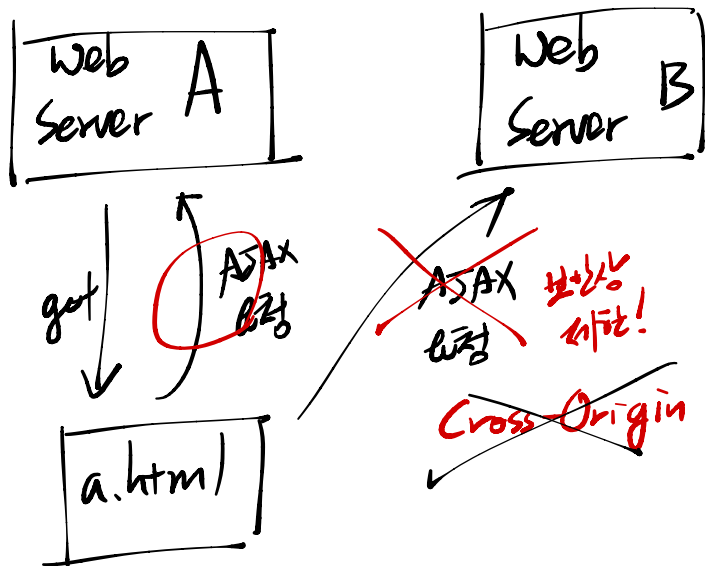 Web
Server A
Web
Server B
get
AJAX
요청
AJAX
요청
보안상
제한!
Cross-Origin
a.html